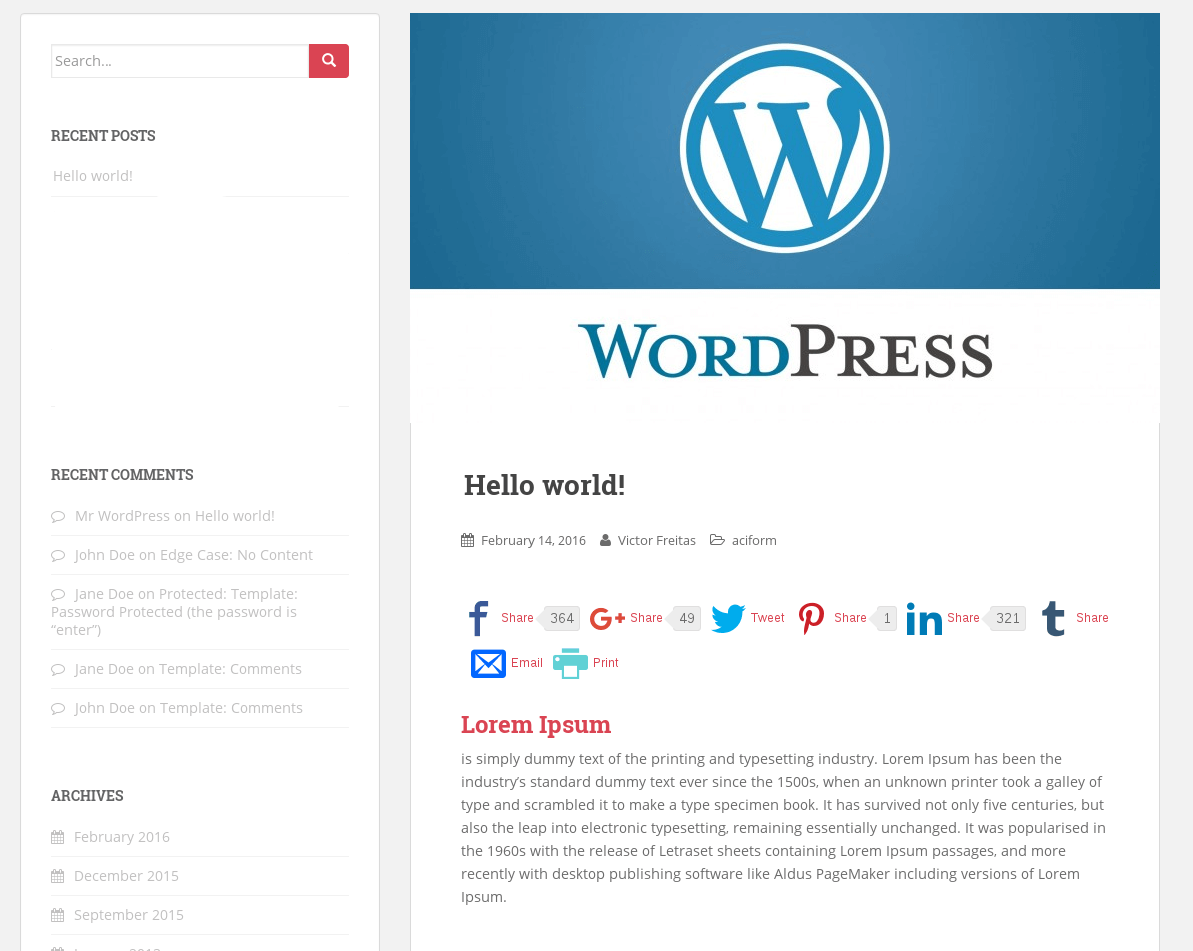 Search...
RECENT POSTS
Hello world!
RECENT COMMENTS
Mr WordPress on Hello world!
John Doe on Edge Case: No Content
Jane Doe on Protected: Template:
Password Protected (the password is
“enter”)
Jane Doe on Template: Comments
John Doe on Template: Comments
ARCHIVES
February 2016
December 2015
September 2015
W
WORDPRESS
Hello world!
February 14, 2016 Victor Freitas aciform
Share 364 Share 49 Tweet Share 1 Share 321 Share
Email Print
Lorem Ipsum
is simply dummy text of the printing and typesetting industry. Lorem Ipsum has been the
industry’s standard dummy text ever since the 1500s, when an unknown printer took a galley of
type and scrambled it to make a type specimen book. It has survived not only five centuries, but
also the leap into electronic typesetting, remaining essentially unchanged. It was popularised in
the 1960s with the release of Letraset sheets containing Lorem Ipsum passages, and more
recently with desktop publishing software like Aldus PageMaker including versions of Lorem
Ipsum.